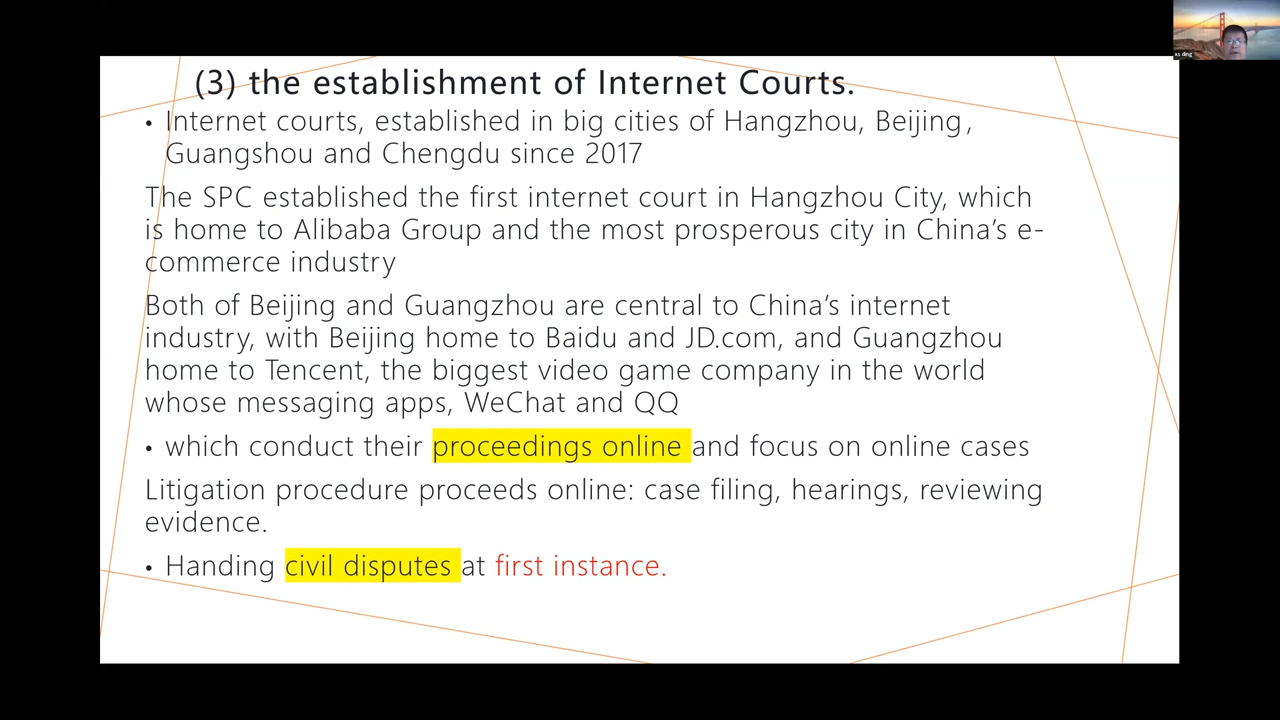 (3) the establishment of Internet Courts.
• Internet courts, established in big cities of Hangzhou, Beijing,
Guangshou and Chengdu since 2017
The SPC established the first internet court in Hangzhou City, which
is home to Alibaba Group and the most prosperous city in China's e-
commerce industry
Both of Beijing and Guangzhou are central to China's internet
industry, with Beijing home to Baidu and JD.com, and Guangzhou
home to Tencent, the biggest video game company in the world
whose messaging apps, WeChat and QQ
• which conduct their proceedings online and focus on online cases
Litigation procedure proceeds online: case filing, hearings, reviewing
evidence.
• Handing civil disputes at first instance.
xs ding